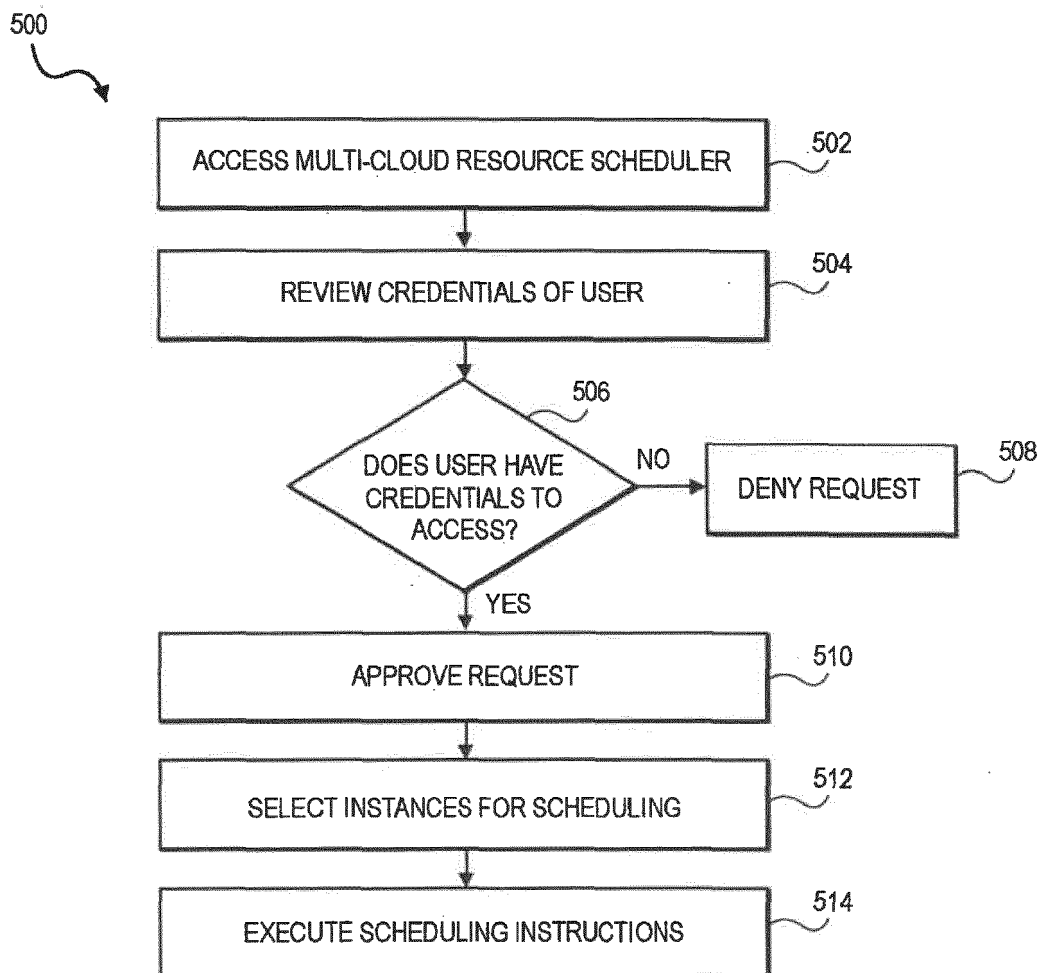 500
ACCESS MULTI-CLOUD RESOURCE SCHEDULER
502
REVIEW CREDENTIALS OF USER
504
506
DOES USER HAVE
CREDENTIALS TO
ACCESS?
NO
DENY REQUEST
508
YES
APPROVE REQUEST
510
SELECT INSTANCES FOR SCHEDULING
512
EXECUTE SCHEDULING INSTRUCTIONS
514